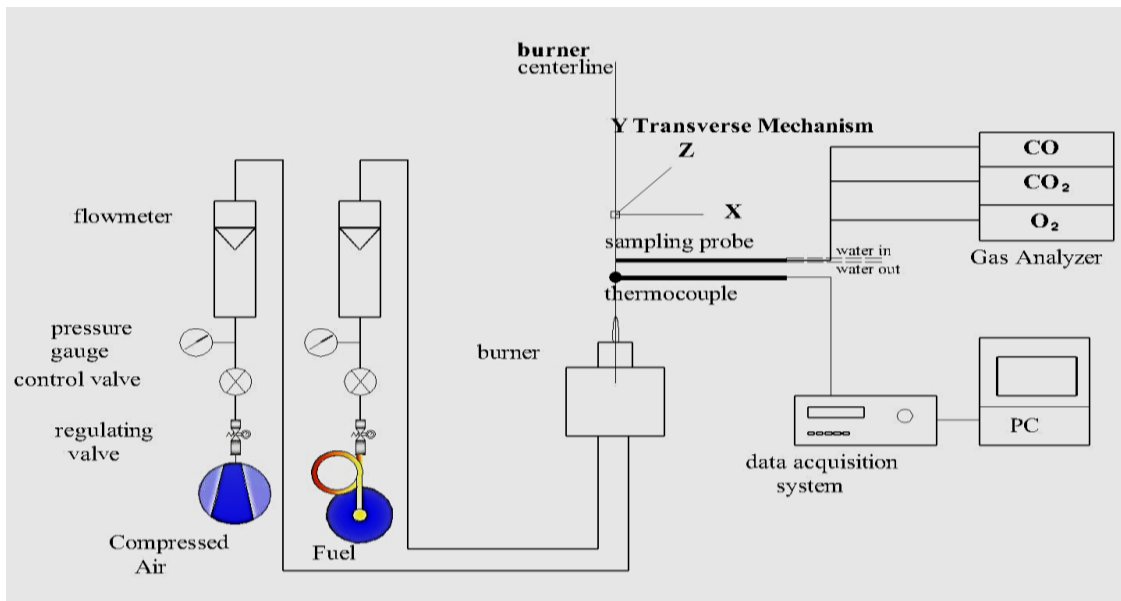 burner
centerline
Y Transverse Mechanism
Z
X
CO
CO₂
O₂
Gas Analyzer
flowmeter
sampling probe
water in
water out
thermocouple
pressure
gauge
burner
control valve
regulating
valve
PC
data acquisition
system
Compressed
Air
Fuel